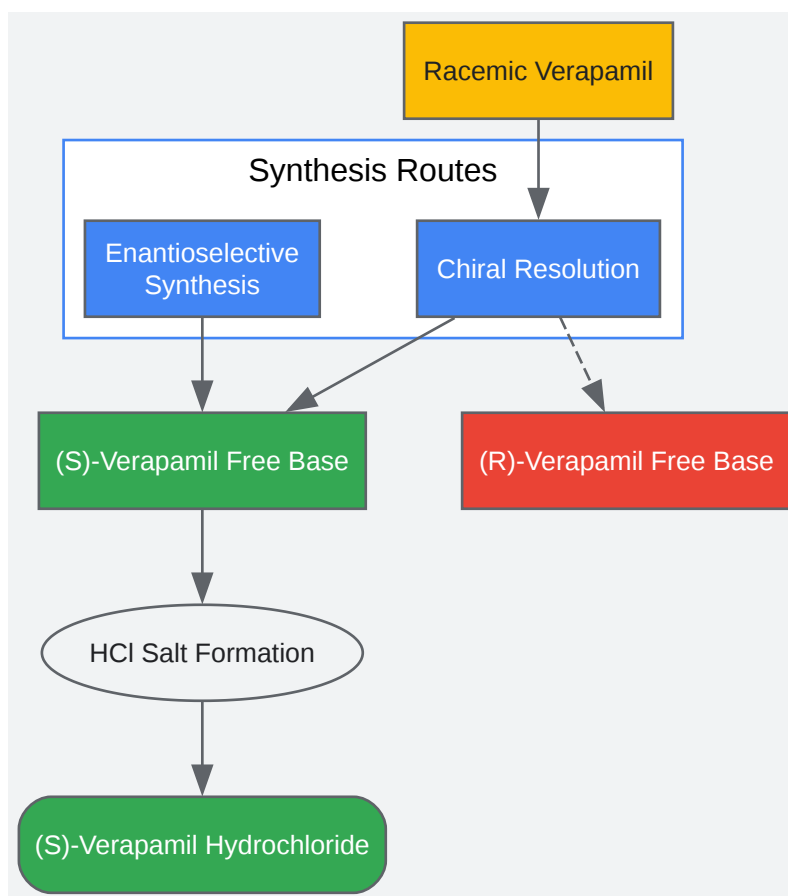 Racemic Verapamil
Synthesis Routes
Enantioselective
Synthesis
Chiral Resolution
(S)-Verapamil Free Base
(R)-Verapamil Free Base
HCl Salt Formation
(S)-Verapamil Hydrochloride